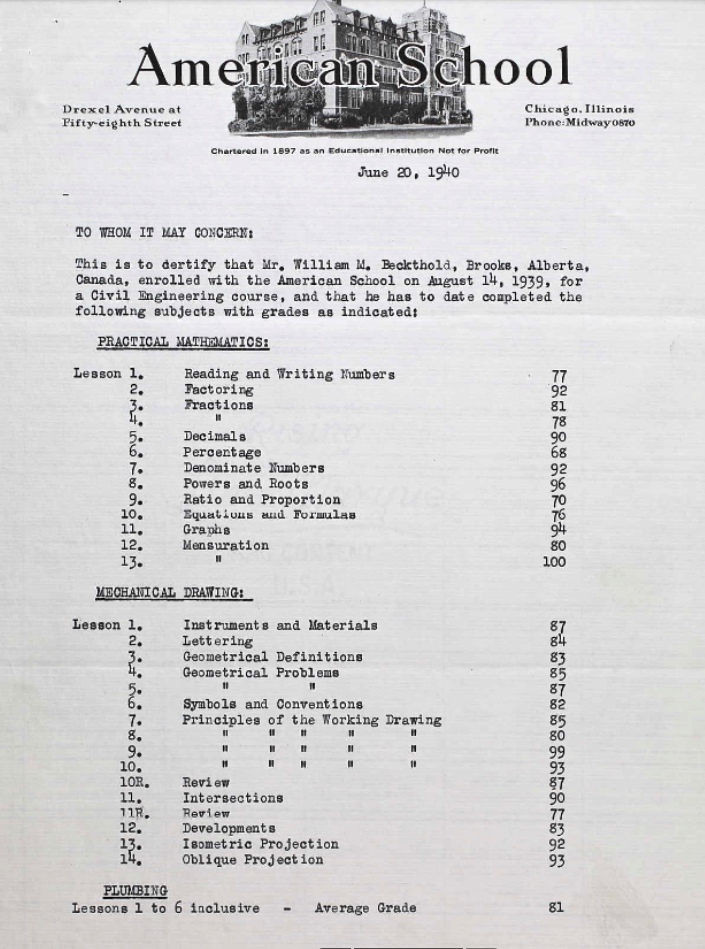 American School
Drexel Avenue at
Fifty-eighth Street
Chicago, Illinois
Phone: Midway 0870
Chartered in 1897 as an Educational Institution Not for Profit
June 20, 1940
-
TO WHOM IT MAY CONCERN:
This is to dertify that Mr. William M. Beckthold, Brooks, Alberta,
Canada, enrolled with the American School on August 14, 1939, for
a Civil Engineering course, and that he has to date completed the
following subjects with grades as indicated:
PRACTICAL MATHEMATICS:
Lesson 1. Reading and Writing Numbers 77
2. Factoring 92
3. Fractions 81
4. " 78
5. Decimals 90
6. Percentage 68
7. Denominate Numbers 92
8. Powers and Roots 96
9. Ratio and Proportion 70
10. Equations and Formulas 76
11. Graphs 94
12. Mensuration 80
13. " 100
MECHANICAL DRAWING:
Lesson 1. Instruments and Materials 87
2. Lettering 84
3. Geometrical Definitions 83
4. Geometrical Problems 85
5. " " 87
6. Symbols and Conventions 82
7. Principles of the Working Drawing 85
8. " " " " " 80
9. " " " " " 99
10. " " " " " 93
10R. Review 87
11. Intersections 90
11R. Review 77
12. Developments 83
13. Isometric Projection 92
14. Oblique Projection 93
PLUMBING
Lessons 1 to 6 inclusive - Average Grade 81